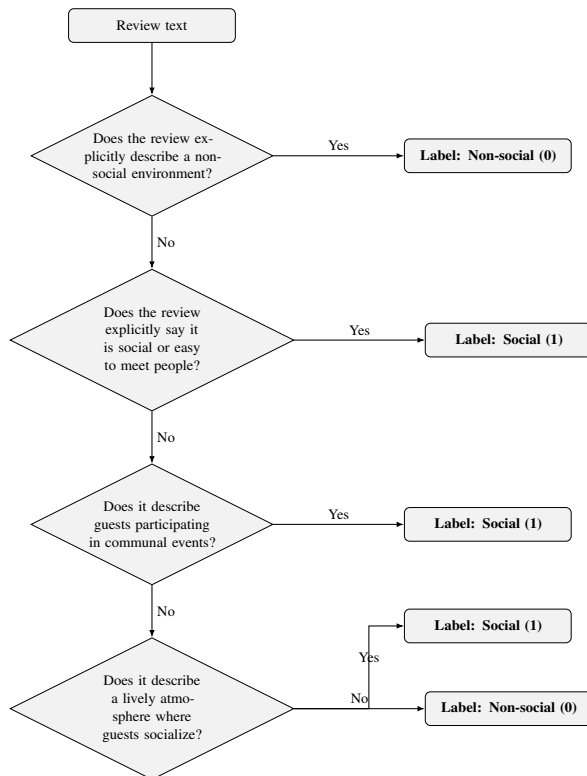 Review text
Does the review ex-
plicitly describe a non-
social environment?
Yes
Label: Non-social (0)
No
Does the review
explicitly say it
is social or easy
to meet people?
Yes
Label: Social (1)
No
Does it describe
guests participating
in communal events?
Yes
Label: Social (1)
No
Label: Social (1)
Yes
Does it describe
a lively atmo-
sphere where
guests socialize?
No
Label: Non-social (0)